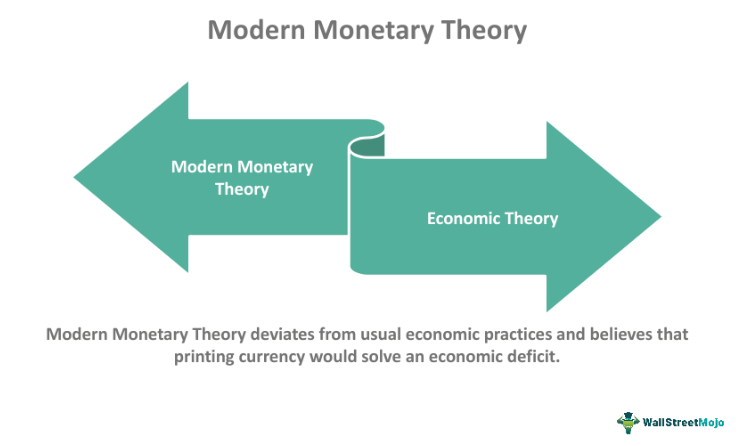 Modern Monetary Theory
Modern Monetary
Theory
Economic Theory
Modern Monetary Theory deviates from usual economic practices and believes that
printing currency would solve an economic deficit.
WallStreetMojo